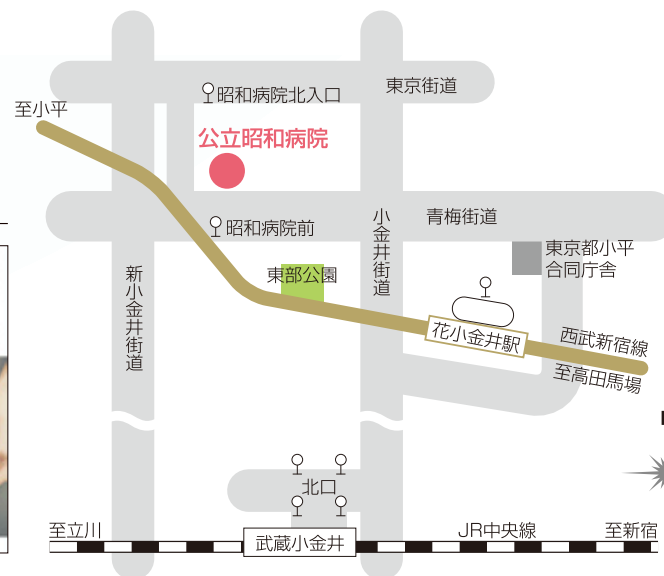 東京街道
昭和病院北入口
至小平
公立昭和病院
青梅街道
昭和病院前
小金井街道
東京都小平
合同庁舎
新小金井街道
東部公園
花小金井駅
西武新宿線
至高田馬場
北口
至立川
武蔵小金井
JR中央線
至新宿